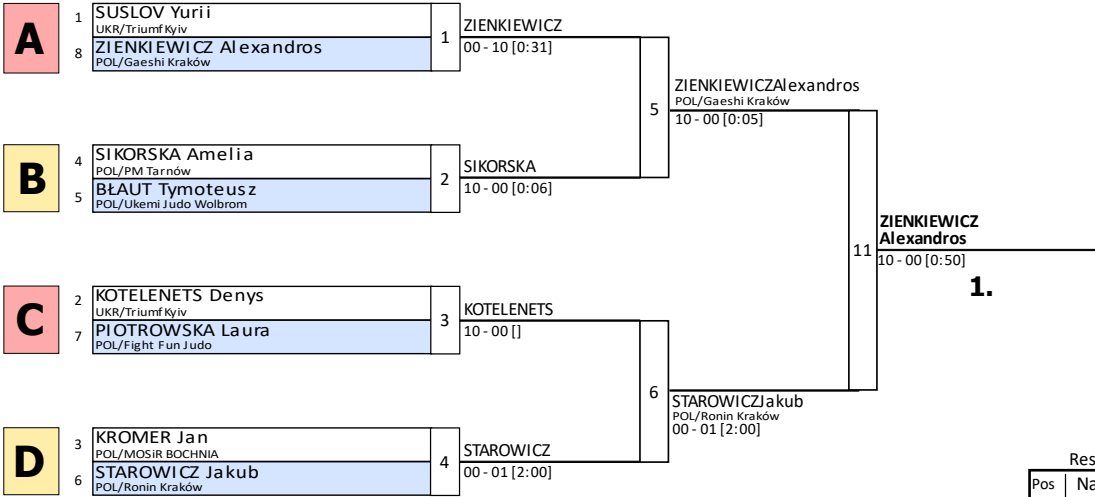 A
1 SUSLOV Yurii
UKR/Triumf Kyiv
8 ZIENKIEWICZ Alexandros
POL/Gaeshi Kraków
1
ZIENKIEWICZ
00 - 10 [0:31]
B
4 SIKORSKA Amelia
POL/PM Tarnów
5 BŁAUT Tymoteusz
POL/Ukemi Judo Wolbrom
2
SIKORSKA
10 - 00 [0:06]
5
ZIENKIEWICZAlexandros
POL/Gaeshi Kraków
10 - 00 [0:05]
C
2 KOTELENETS Denys
UKR/Triumf Kyiv
7 PIOTROWSKA Laura
POL/Fight Fun Judo
3
KOTELENETS
10 - 00 []
D
3 KROMER Jan
POL/MOSiR BOCHNIA
6 STAROWICZ Jakub
POL/Ronin Kraków
4
STAROWICZ
00 - 01 [2:00]
6
STAROWICZJakub
POL/Ronin Kraków
00 - 01 [2:00]
11
ZIENKIEWICZ
Alexandros
10 - 00 [0:50]
1.
Res
Pos Na